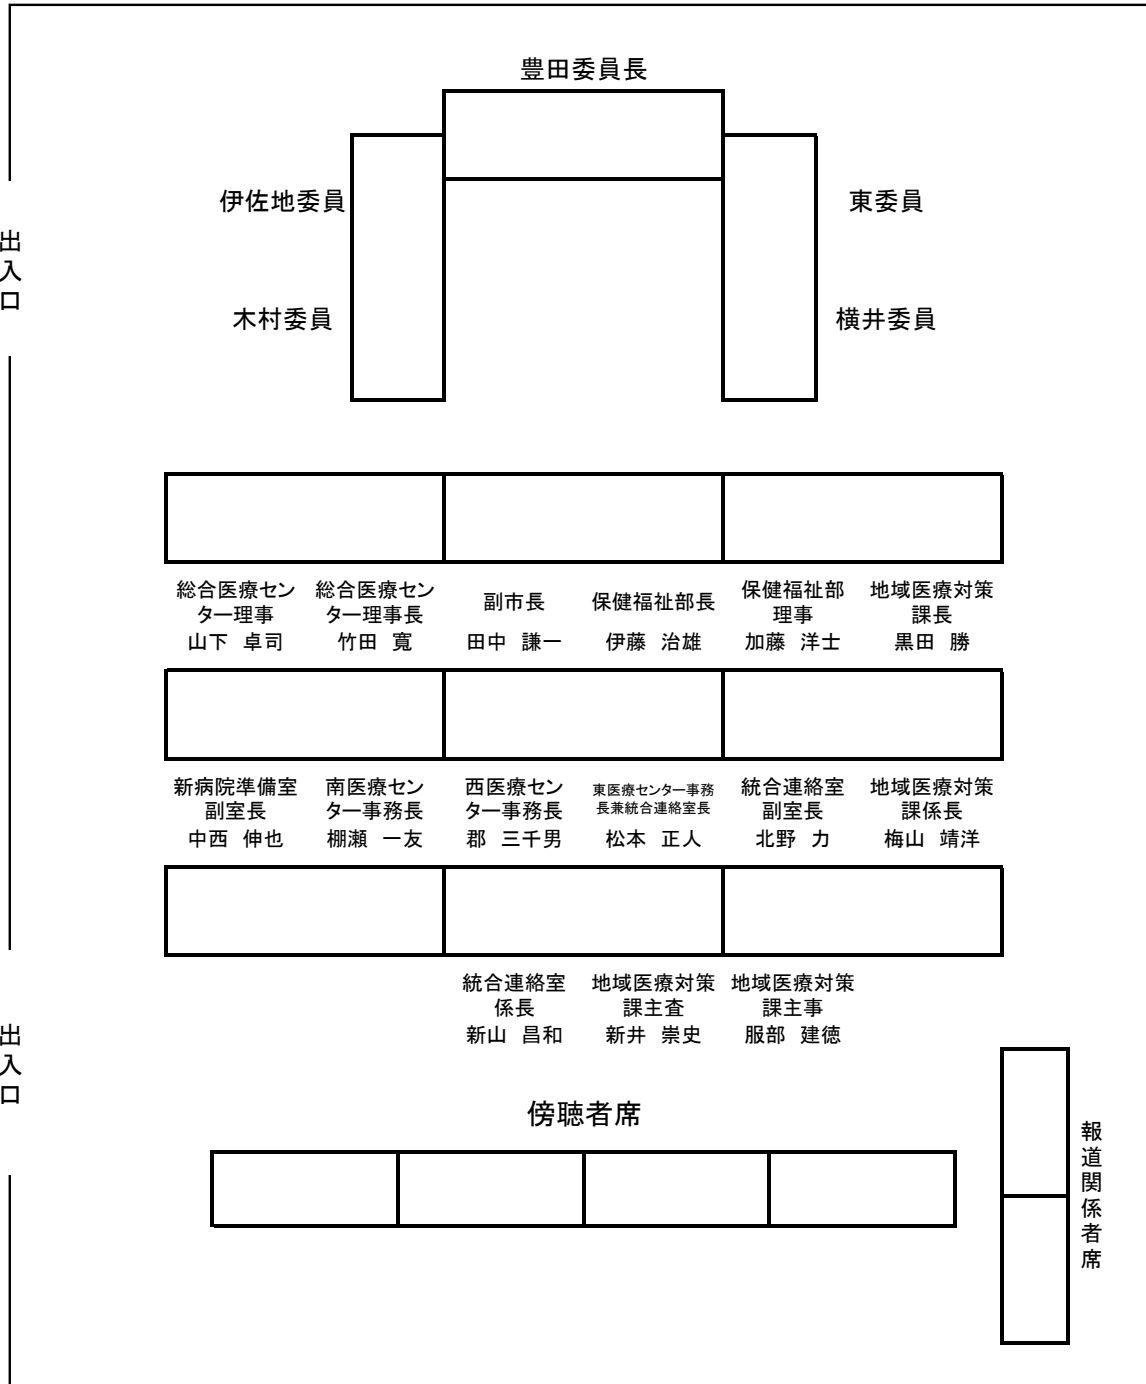 豊田委員長
伊佐地委員
東委員
出入口
木村委員
横井委員
総合医療セン
ター理事
山下 卓司
総合医療セン
ター理事長
竹田 寛
副市長
田中 謙一
保健福祉部長
伊藤 治雄
保健福祉部
理事
加藤 洋士
地域医療対策
課長
黒田 勝
新病院準備室
副室長
中西 伸也
南医療セン
ター事務長
棚瀬 一友
西医療セン
ター事務長
郡 三千男
東医療センター事務
長兼統合連絡室長
松本 正人
統合連絡室
副室長
北野 力
地域医療対策
課係長
梅山 靖洋
統合連絡室
係長
新山 昌和
地域医療対策
課主査
新井 崇史
地域医療対策
課主事
服部 建徳
出入口
傍聴者席
報道関係者席